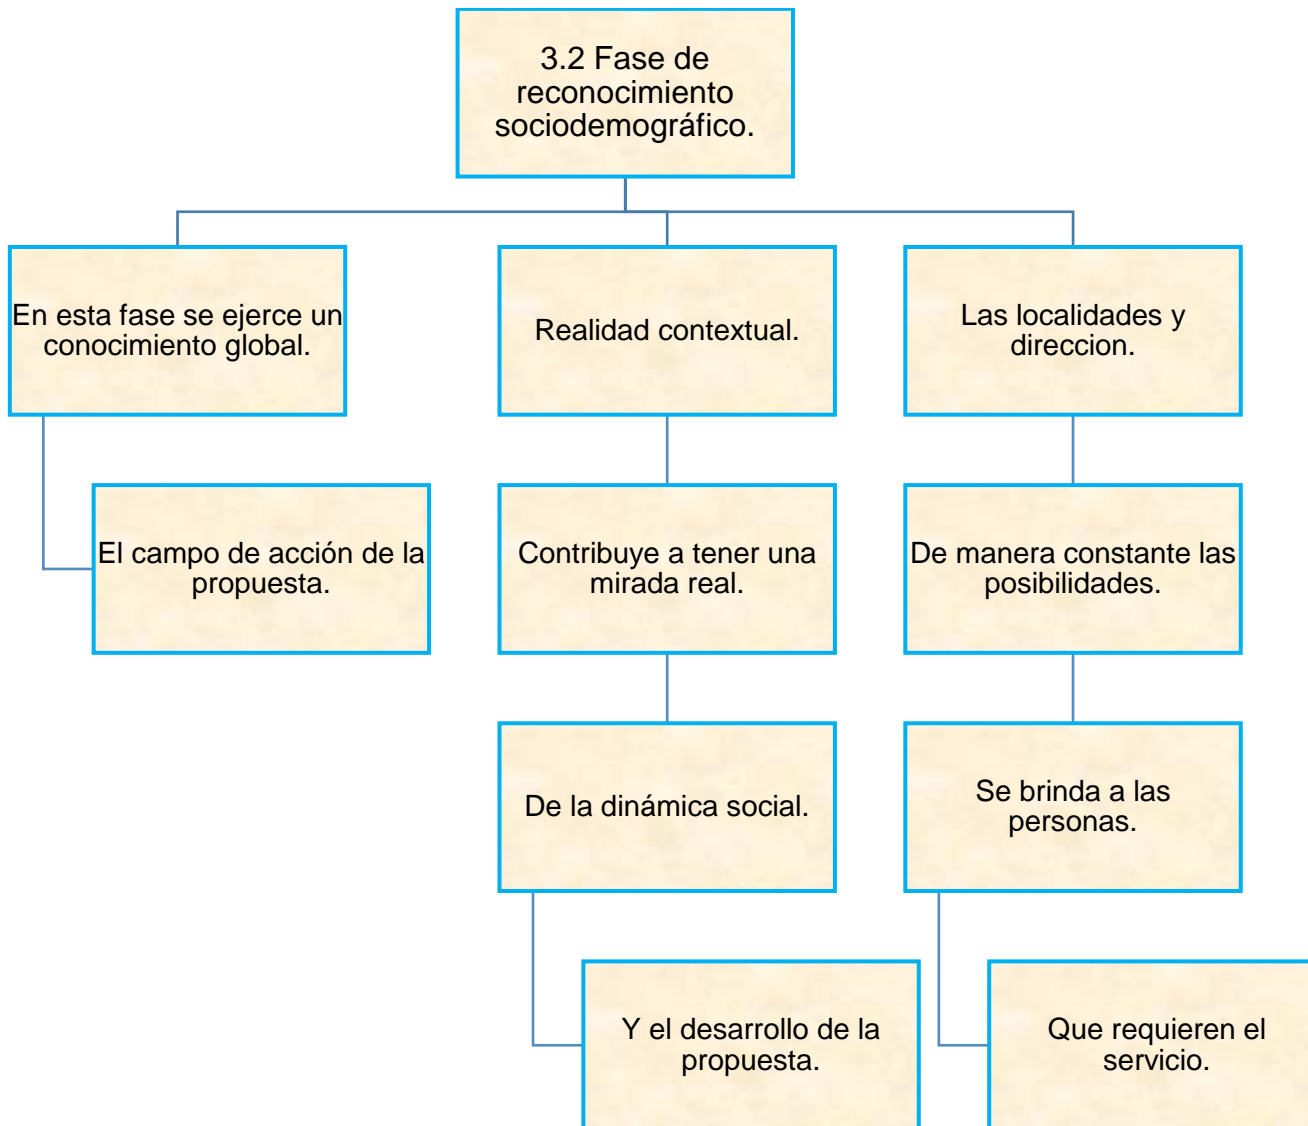 3.2 Fase de
reconocimiento
sociodemográfico.
En esta fase se ejerce un
conocimiento global.
Realidad contextual.
Las localidades y
direccion.
El campo de acción de la
propuesta.
Contribuye a tener una
mirada real.
De manera constante las
posibilidades.
De la dinámica social.
Se brinda a las
personas.
Y el desarrollo de la
propuesta.
Que requieren el
servicio.